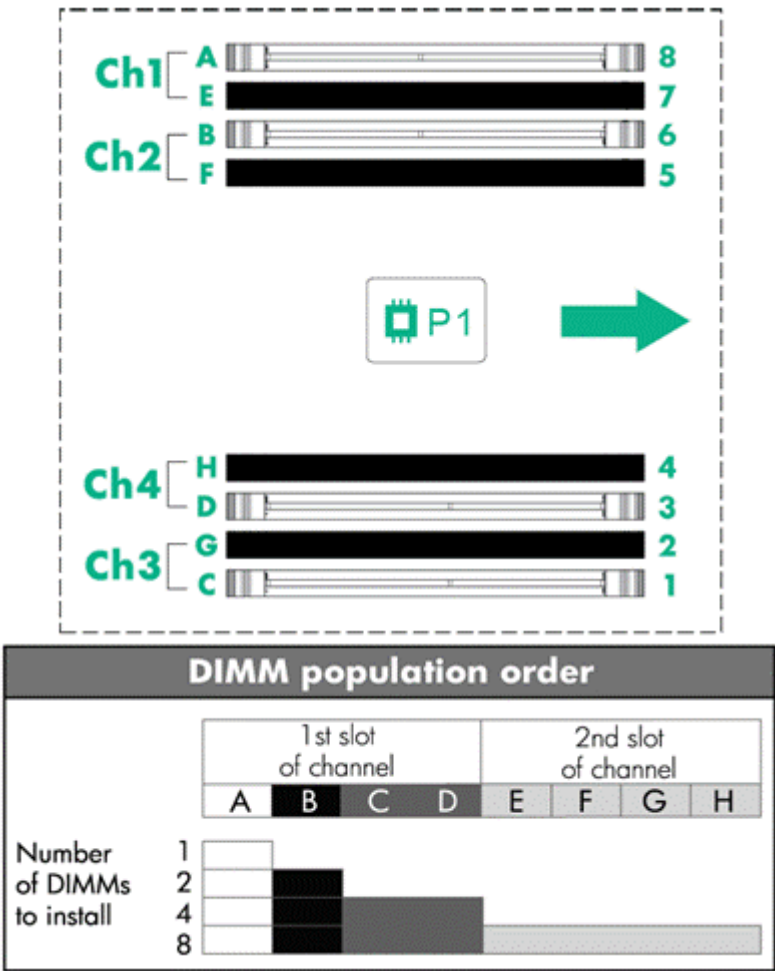 Ch1
A 8
E 7
Ch2
B 6
F 5
P1
Ch4
H 4
D 3
Ch3
G 2
C 1
DIMM population order
1st slot
of channel
2nd slot
of channel
A B C D E F G H
Number
of DIMMs
to install
1
2
4
8